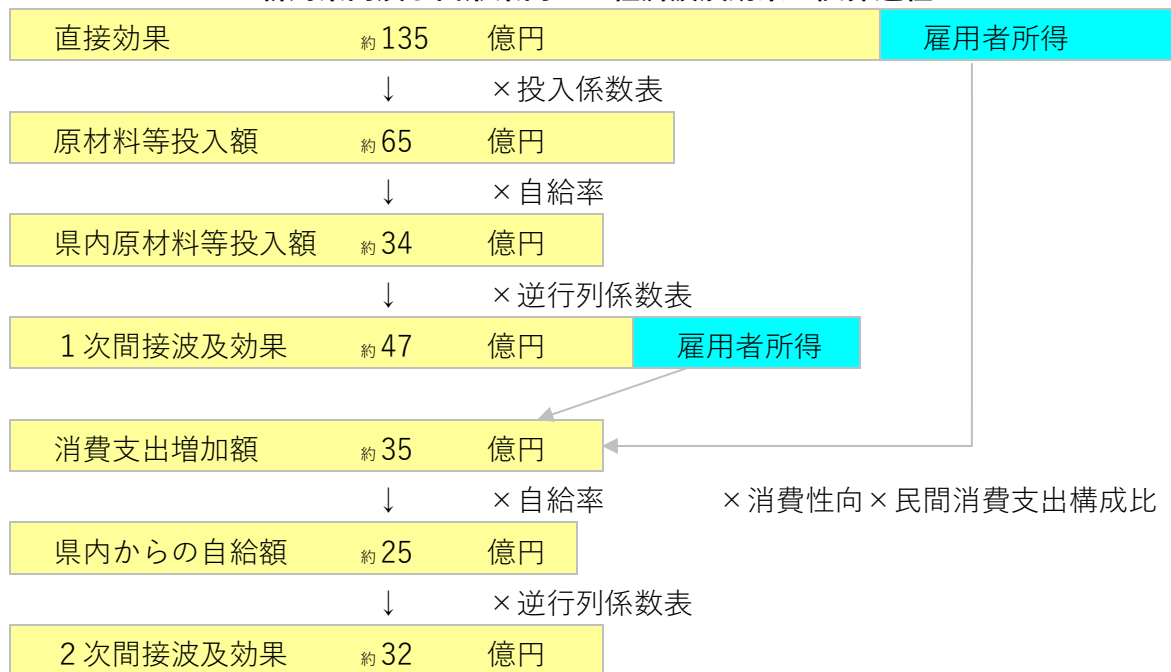 直接効果 約135 億円 雇用者所得
↓ ×投入係数表
原材料等投入額 約65 億円
↓ ×自給率
県内原材料等投入額 約34 億円
↓ ×逆行列係数表
1次間接波及効果 約47 億円 雇用者所得
消費支出増加額 約35 億円
↓ ×自給率 ×消費性向×民間消費支出構成比
県内からの自給額 約25 億円
↓ ×逆行列係数表
2次間接波及効果 約32 億円